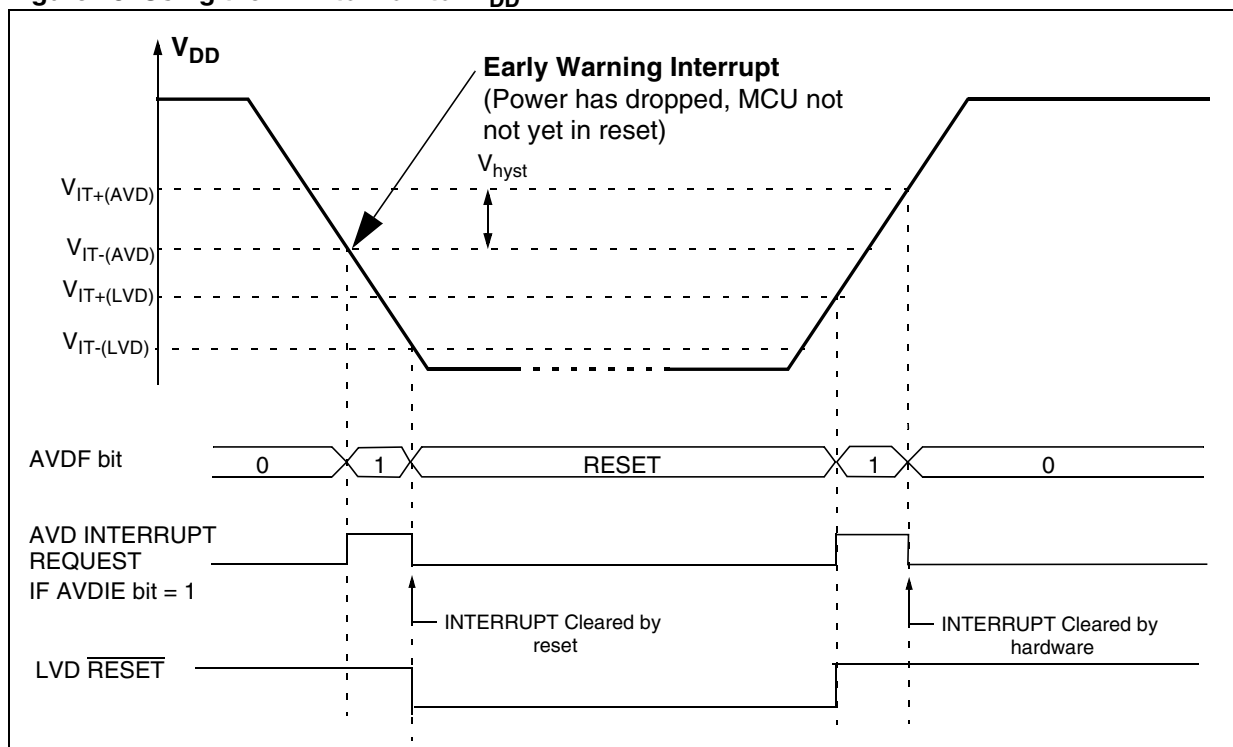 V_DD
Early Warning Interrupt
(Power has dropped, MCU not
not yet in reset)
V_hyst
V_IT+(AVD)
V_IT-(AVD)
V_IT+(LVD)
V_IT-(LVD)
AVDF bit
0
1
RESET
1
0
AVD INTERRUPT
REQUEST
IF AVDIE bit = 1
INTERRUPT Cleared by
reset
INTERRUPT Cleared by
hardware
LVD RESET